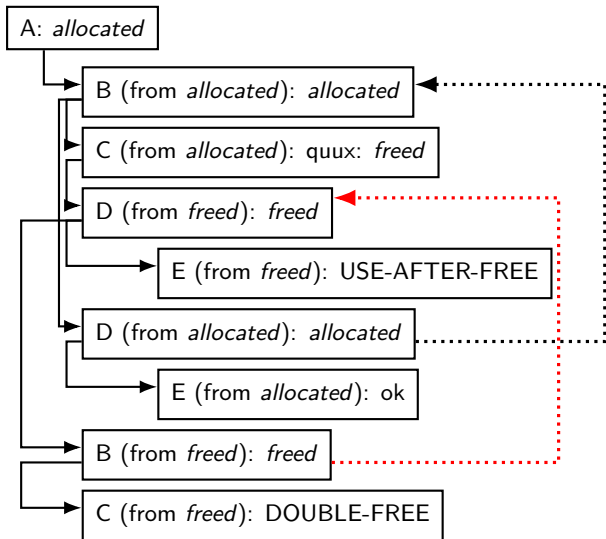 A: allocated
B (from allocated): allocated
C (from allocated): quux: freed
D (from freed): freed
E (from freed): USE-AFTER-FREE
D (from allocated): allocated
E (from allocated): ok
B (from freed): freed
C (from freed): DOUBLE-FREE